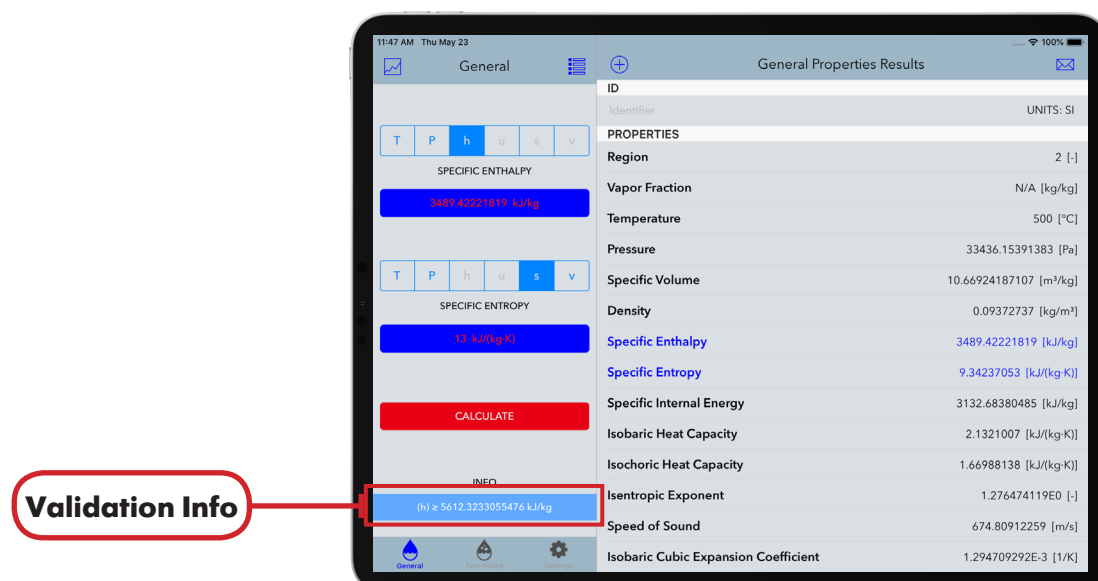 11:47 AM Thu May 23
100%
General
General Properties Results
ID
Identifier
UNITS: SI
T P h u s v
SPECIFIC ENTHALPY
3489.42221819 kJ/kg
T P h u s v
SPECIFIC ENTROPY
13 kJ/(kg·K)
CALCULATE
INFO
(h) ≥ 5612.3233055476 kJ/kg
General
Two-Phase
Settings
PROPERTIES
Region 2 [-]
Vapor Fraction N/A [kg/kg]
Temperature 500 [°C]
Pressure 33436.15391383 [Pa]
Specific Volume 10.66924187107 [m³/kg]
Density 0.09372737 [kg/m³]
Specific Enthalpy 3489.42221819 [kJ/kg]
Specific Entropy 9.34237053 [kJ/(kg·K)]
Specific Internal Energy 3132.68380485 [kJ/kg]
Isobaric Heat Capacity 2.1321007 [kJ/(kg·K)]
Isochoric Heat Capacity 1.66988138 [kJ/(kg·K)]
Isentropic Exponent 1.276474119E0 [-]
Speed of Sound 674.80912259 [m/s]
Isobaric Cubic Expansion Coefficient 1.294709292E-3 [1/K]
Validation Info